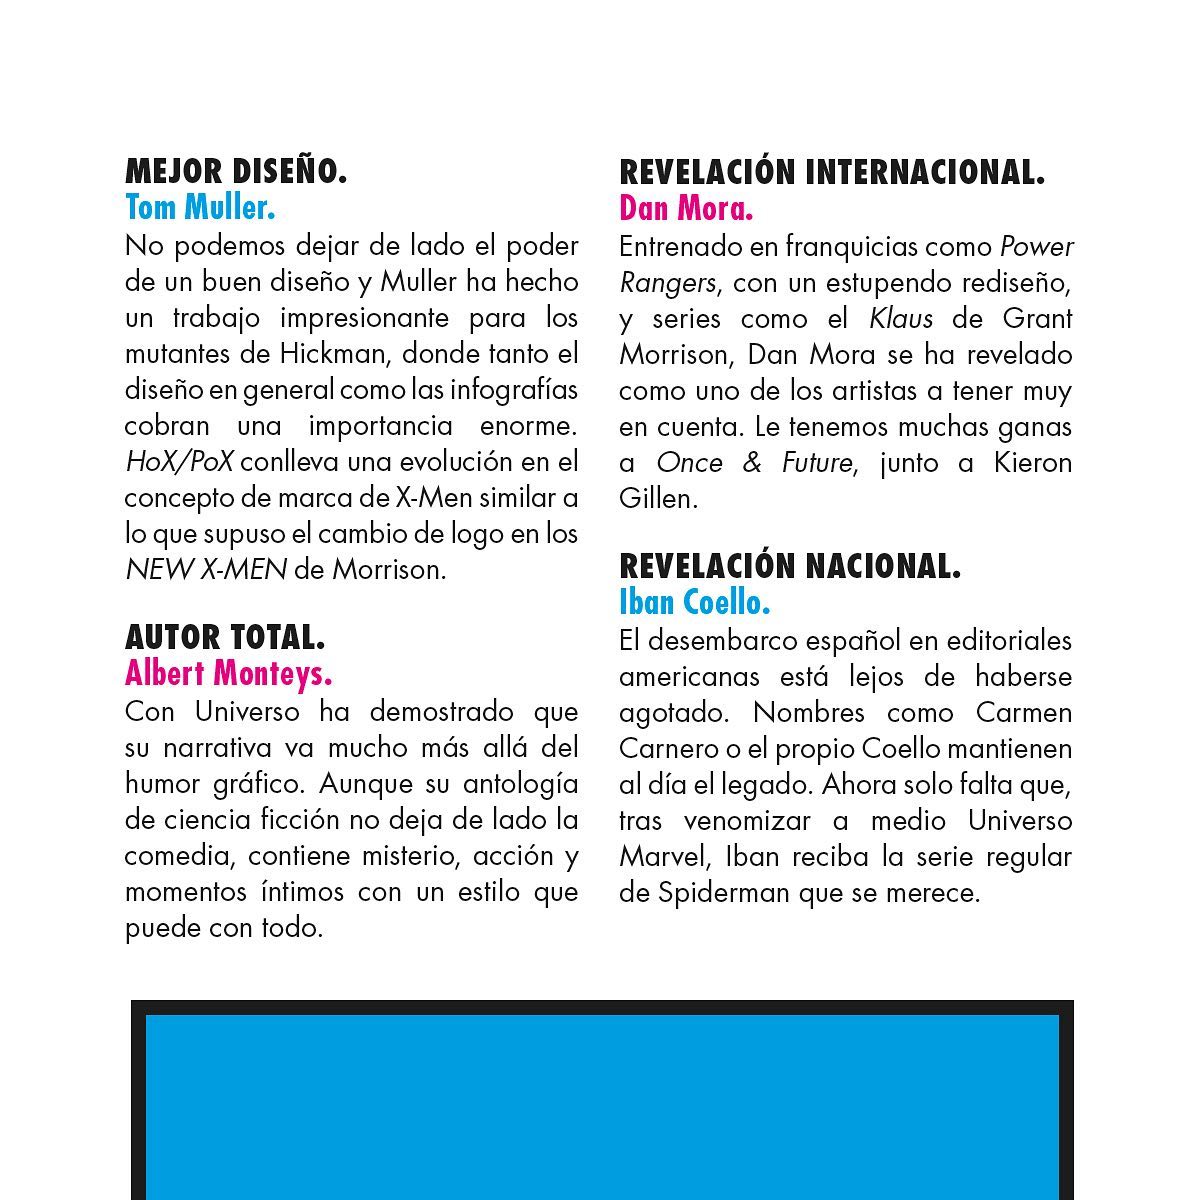 MEJOR DISEÑO.
Tom Muller.
No podemos dejar de lado el poder
de un buen diseño y Muller ha hecho
un trabajo impresionante para los
mutantes de Hickman, donde tanto el
diseño en general como las infografías
cobran una importancia enorme.
HoX/PoX conlleva una evolución en el
concepto de marca de X-Men similar a
lo que supuso el cambio de logo en los
NEW X-MEN de Morrison.
AUTOR TOTAL.
Albert Monteys.
Con Universo ha demostrado que
su narrativa va mucho más allá del
humor gráfico. Aunque su antología
de ciencia ficción no deja de lado la
comedia, contiene misterio, acción y
momentos íntimos con un estilo que
puede con todo.
REVELACIÓN INTERNACIONAL.
Dan Mora.
Entrenado en franquicias como Power
Rangers, con un estupendo rediseño,
y series como el Klaus de Grant
Morrison, Dan Mora se ha revelado
como uno de los artistas a tener muy
en cuenta. Le tenemos muchas ganas
a Once & Future, junto a Kieron
Gillen.
REVELACIÓN NACIONAL.
Iban Coello.
El desembarco español en editoriales
americanas está lejos de haberse
agotado. Nombres como Carmen
Carnero o el propio Coello mantienen
al día el legado. Ahora solo falta que,
tras venomizar a medio Universo
Marvel, Iban reciba la serie regular
de Spiderman que se merece.